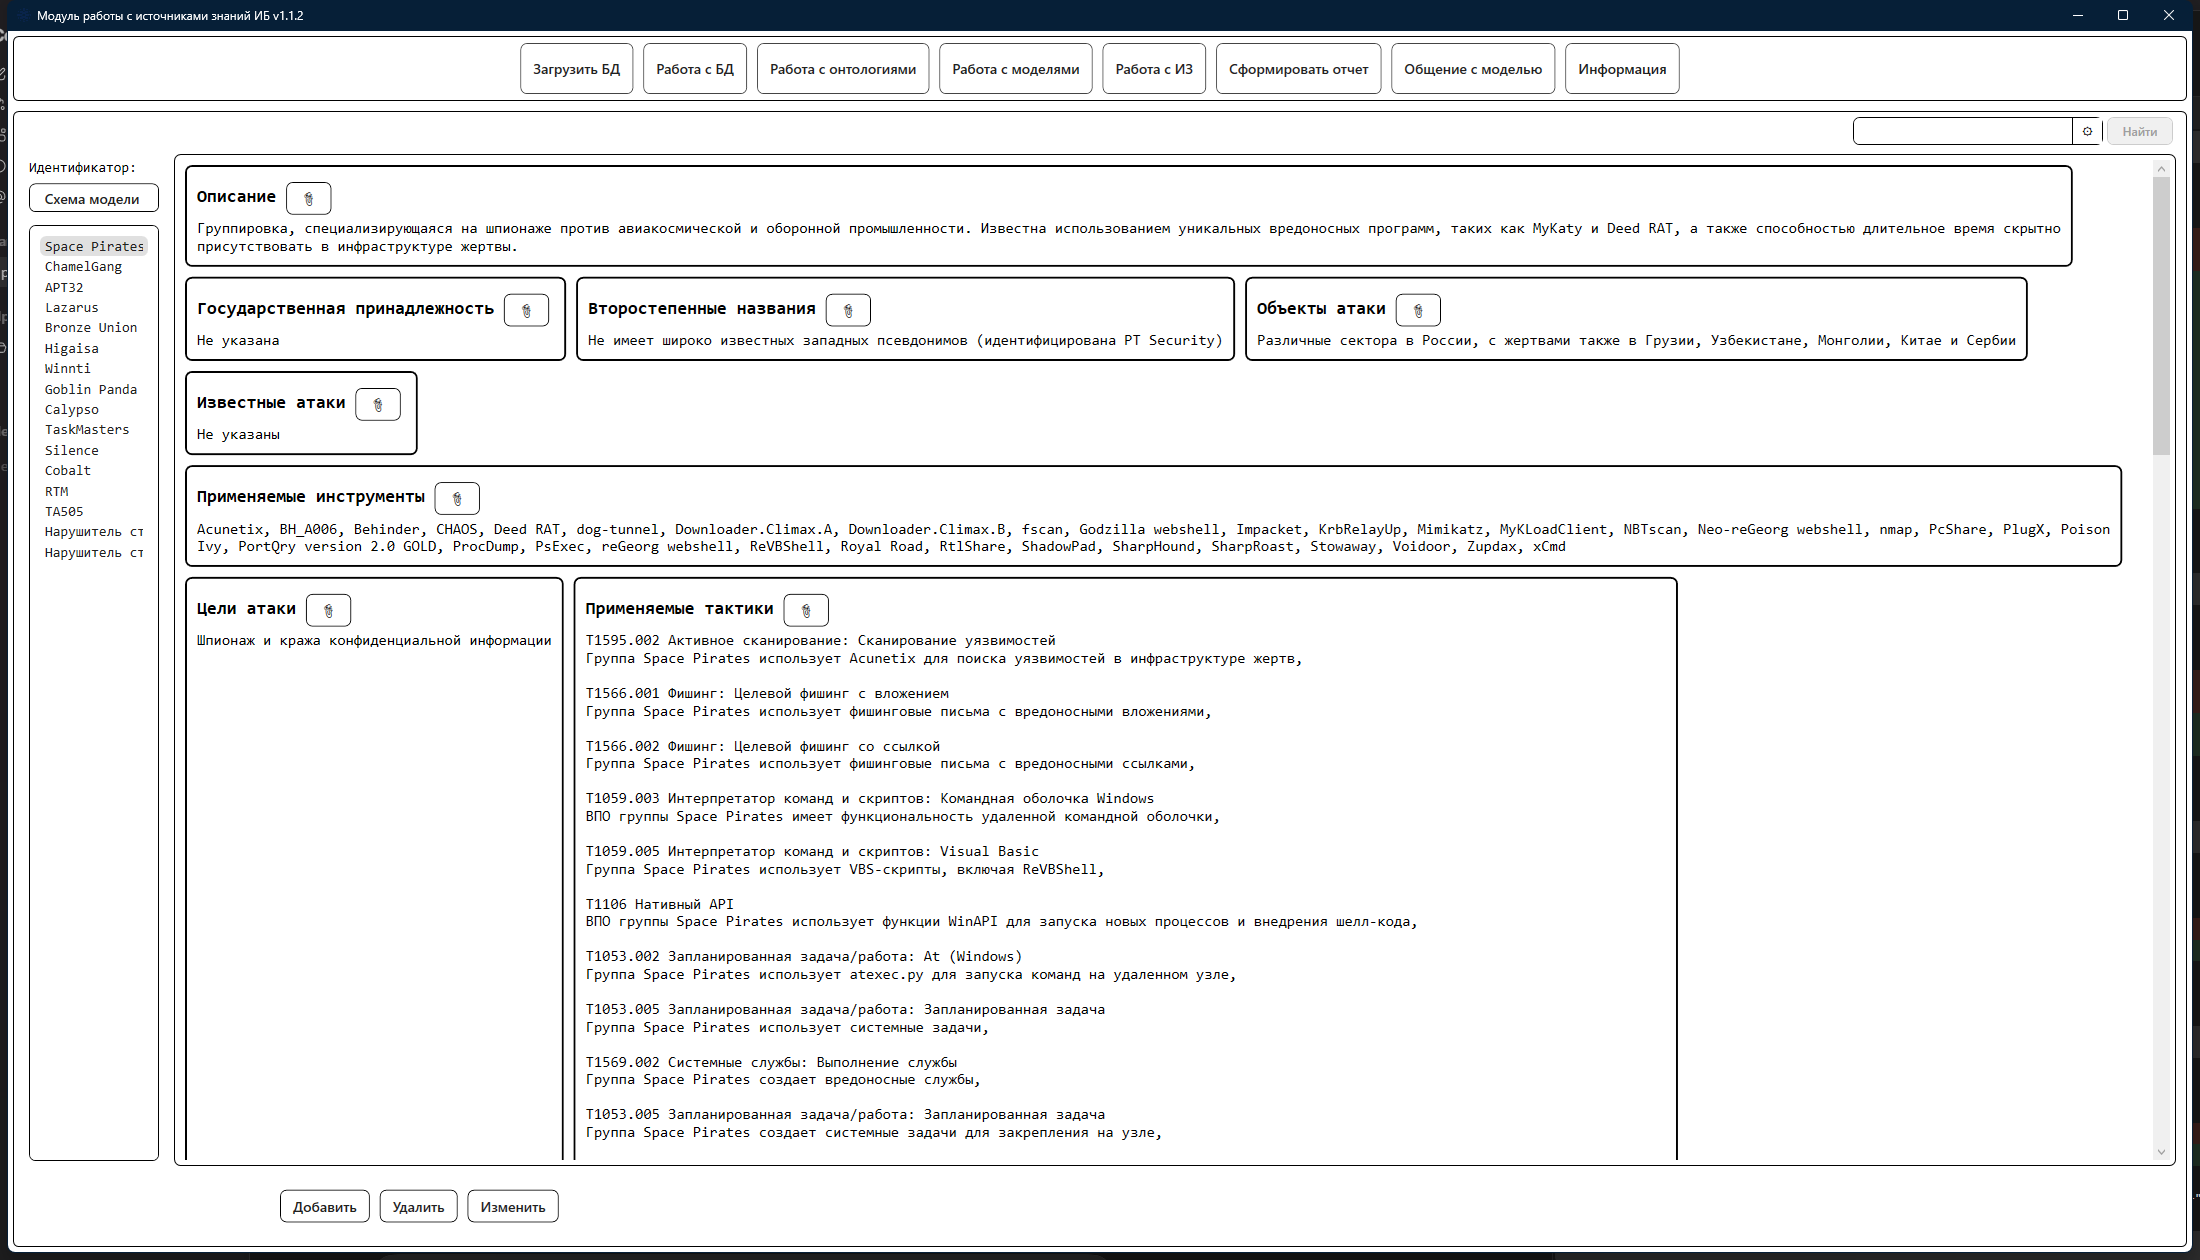 Модуль работы с источниками знаний ИБ v1.1.2
Загрузить БД
Работа с БД
Работа с онтологиями
Работа с моделями
Работа с ИЗ
Сформировать отчет
Общение с моделью
Информация
Найти
Идентификатор:
Схема модели
Space Pirates
ChamelGang
APT32
Lazarus
Bronze Union
Higaisa
Winnti
Goblin Panda
Calypso
TaskMasters
Silence
Cobalt
RTM
TA505
Нарушитель ст
Нарушитель ст
Описание
Группировка, специализирующаяся на шпионаже против авиакосмической и оборонной промышленности. Известна использованием уникальных вредоносных программ, таких как MyKaty и Deed RAT, а также способностью длительное время скрытно
присутствовать в инфраструктуре жертвы.
Государственная принадлежность
Не указана
Второстепенные названия
Не имеет широко известных западных псевдонимов (идентифицирована PT Security)
Объекты атаки
Различные сектора в России, с жертвами также в Грузии, Узбекистане, Монголии, Китае и Сербии
Известные атаки
Не указаны
Применяемые инструменты
Acunetix, BH_A006, Behinder, CHAOS, Deed RAT, dog-tunnel, Downloader.Climax.A, Downloader.Climax.B, fscan, Godzilla webshell, Impacket, KrbRelayUp, Mimikatz, MyKLoadClient, NBTscan, Neo-reGeorg webshell, nmap, PcShare, PlugX, Poison
Ivy, PortQry version 2.0 GOLD, ProcDump, PsExec, reGeorg webshell, ReVBShell, Royal Road, RtlShare, ShadowPad, SharpHound, SharpRoast, Stowaway, Voidoor, Zupdax, xCmd
Цели атаки
Шпионаж и кража конфиденциальной информации
Применяемые тактики
T1595.002 Активное сканирование: Сканирование уязвимостей
Группа Space Pirates использует Acunetix для поиска уязвимостей в инфраструктуре жертв,
T1566.001 Фишинг: Целевой фишинг с вложением
Группа Space Pirates использует фишинговые письма с вредоносными вложениями,
T1566.002 Фишинг: Целевой фишинг со ссылкой
Группа Space Pirates использует фишинговые письма с вредоносными ссылками,
T1059.003 Интерпретатор команд и скриптов: Командная оболочка Windows
ВПО группы Space Pirates имеет функциональность удаленной командной оболочки,
T1059.005 Интерпретатор команд и скриптов: Visual Basic
Группа Space Pirates использует VBS-скрипты, включая ReVBShell,
T1106 Нативный API
ВПО группы Space Pirates использует функции WinAPI для запуска новых процессов и внедрения шелл-кода,
T1053.002 Запланированная задача/работа: At (Windows)
Группа Space Pirates использует atexec.py для запуска команд на удаленном узле,
T1053.005 Запланированная задача/работа: Запланированная задача
Группа Space Pirates использует системные задачи,
T1569.002 Системные службы: Выполнение службы
Группа Space Pirates создает вредоносные службы,
T1053.005 Запланированная задача/работа: Запланированная задача
Группа Space Pirates создает системные задачи для закрепления на узле,
Добавить
Удалить
Изменить